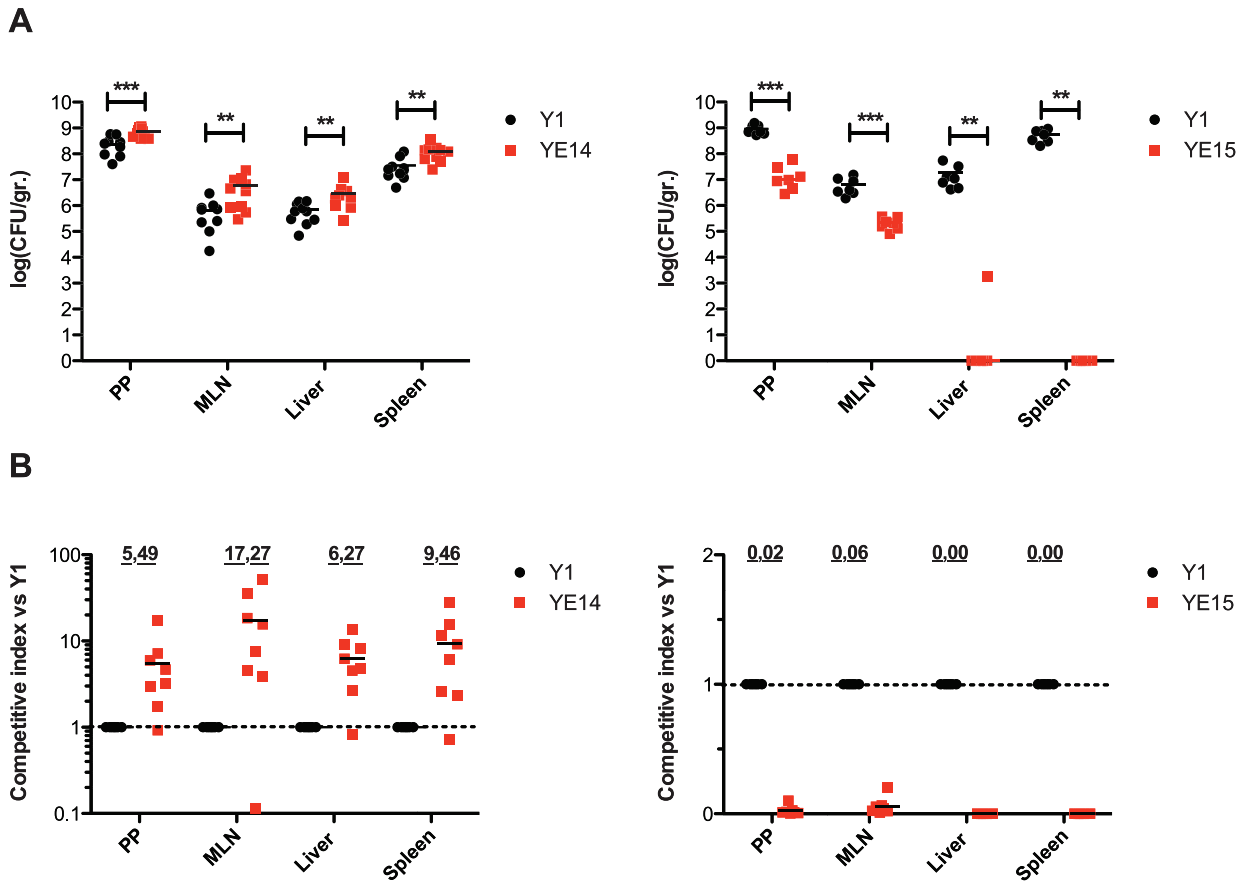 A
*** ** ** **
10
9
8
7
6
5
4
3
2
1
0
log(CFU/gr.)
PP MLN Liver Spleen
Y1
YE14
*** *** ** **
10
9
8
7
6
5
4
3
2
1
0
log(CFU/gr.)
PP MLN Liver Spleen
Y1
YE15
B
5,49 17,27 6,27 9,46
100
10
1
0.1
Competitive index vs Y1
PP MLN Liver Spleen
Y1
YE14
0,02 0,06 0,00 0,00
2
1
0
Competitive index vs Y1
PP MLN Liver Spleen
Y1
YE15